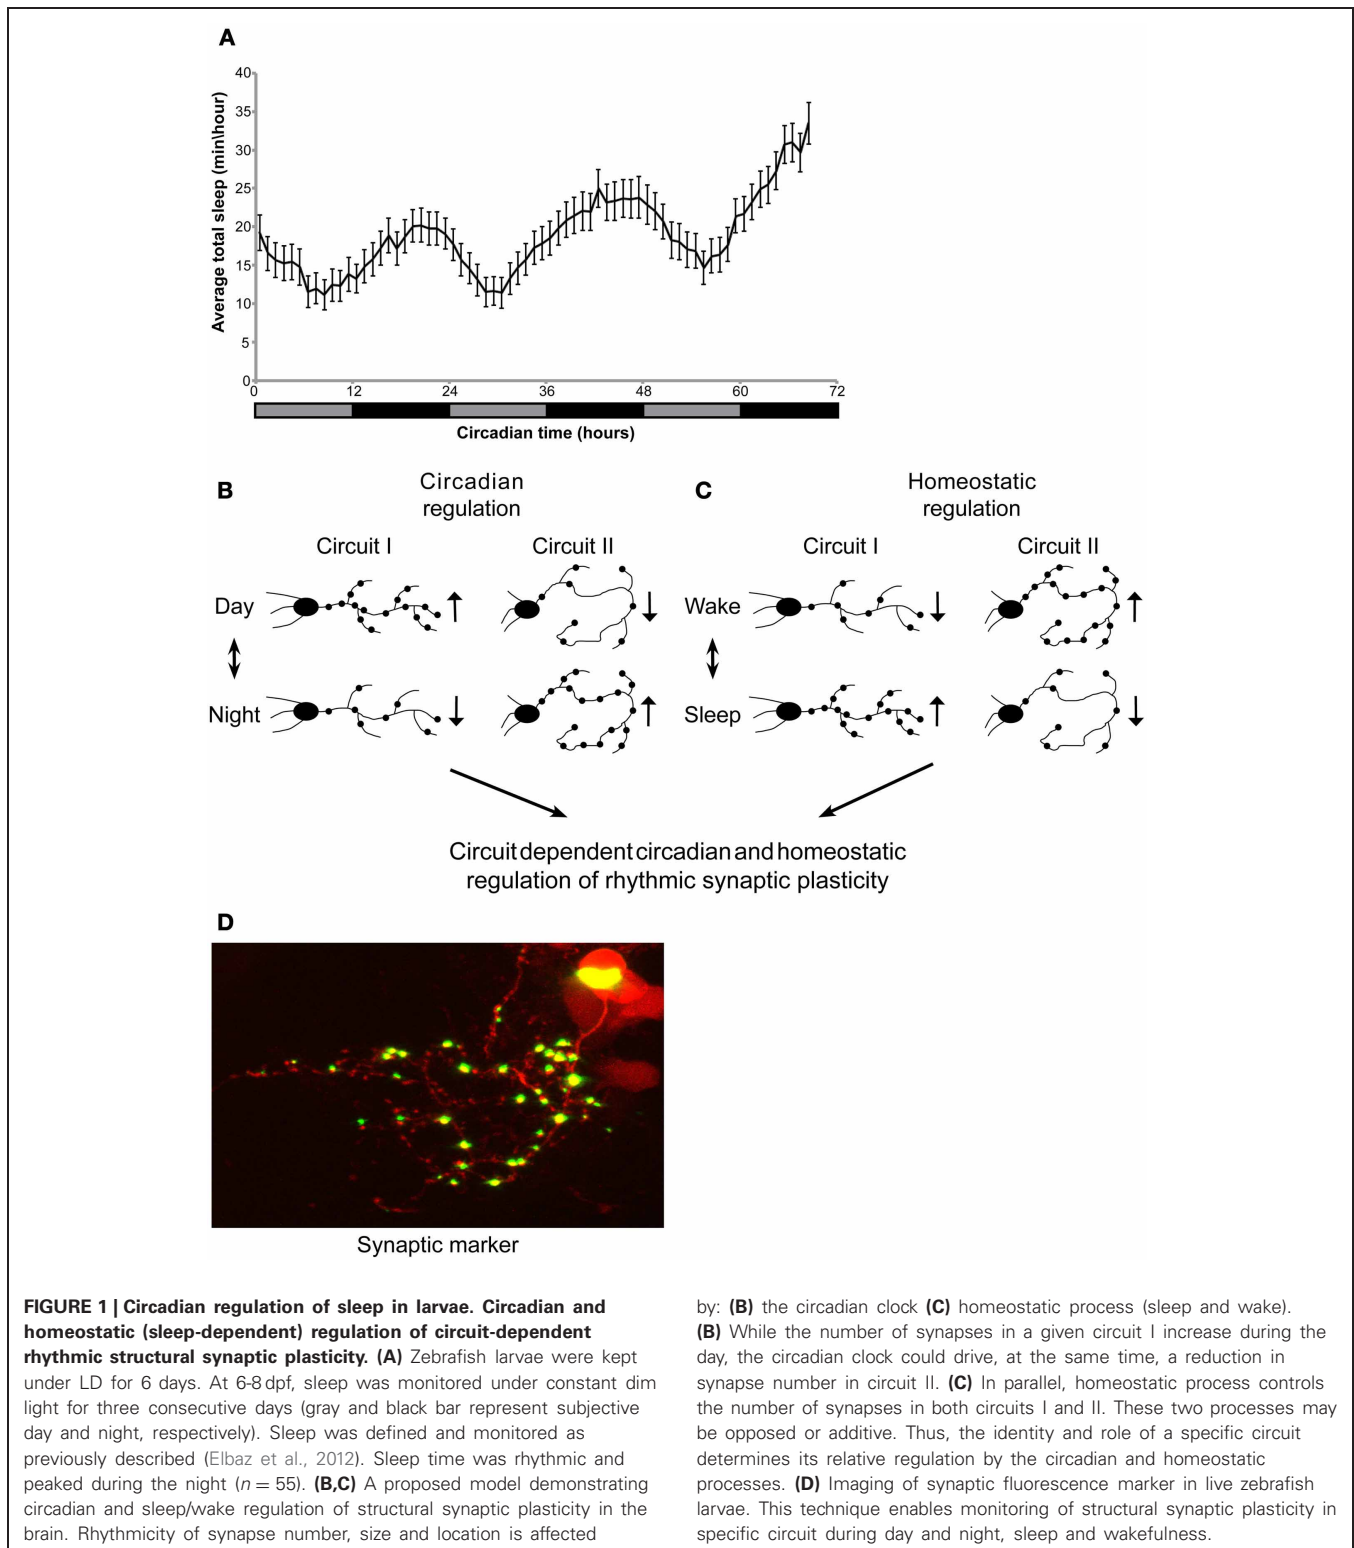 A
40
35
30
25
20
15
10
5
0
Average total sleep (min\hour)
0 12 24 36 48 60 72
Circadian time (hours)
B
Circadian
regulation
Circuit I Circuit II
Day
Night
C
Homeostatic
regulation
Circuit I Circuit II
Wake
Sleep
Circuit dependent circadian and homeostatic
regulation of rhythmic synaptic plasticity
D
Synaptic marker
FIGURE 1 | Circadian regulation of sleep in larvae. Circadian and
homeostatic (sleep-dependent) regulation of circuit-dependent
rhythmic structural synaptic plasticity. (A) Zebrafish larvae were kept
under LD for 6 days. At 6-8 dpf, sleep was monitored under constant dim
light for three consecutive days (gray and black bar represent subjective
day and night, respectively). Sleep was defined and monitored as
previously described (Elbaz et al., 2012). Sleep time was rhythmic and
peaked during the night (n = 55). (B,C) A proposed model demonstrating
circadian and sleep/wake regulation of structural synaptic plasticity in the
brain. Rhythmicity of synapse number, size and location is affected
by: (B) the circadian clock (C) homeostatic process (sleep and wake).
(B) While the number of synapses in a given circuit I increase during the
day, the circadian clock could drive, at the same time, a reduction in
synapse number in circuit II. (C) In parallel, homeostatic process controls
the number of synapses in both circuits I and II. These two processes may
be opposed or additive. Thus, the identity and role of a specific circuit
determines its relative regulation by the circadian and homeostatic
processes. (D) Imaging of synaptic fluorescence marker in live zebrafish
larvae. This technique enables monitoring of structural synaptic plasticity in
specific circuit during day and night, sleep and wakefulness.